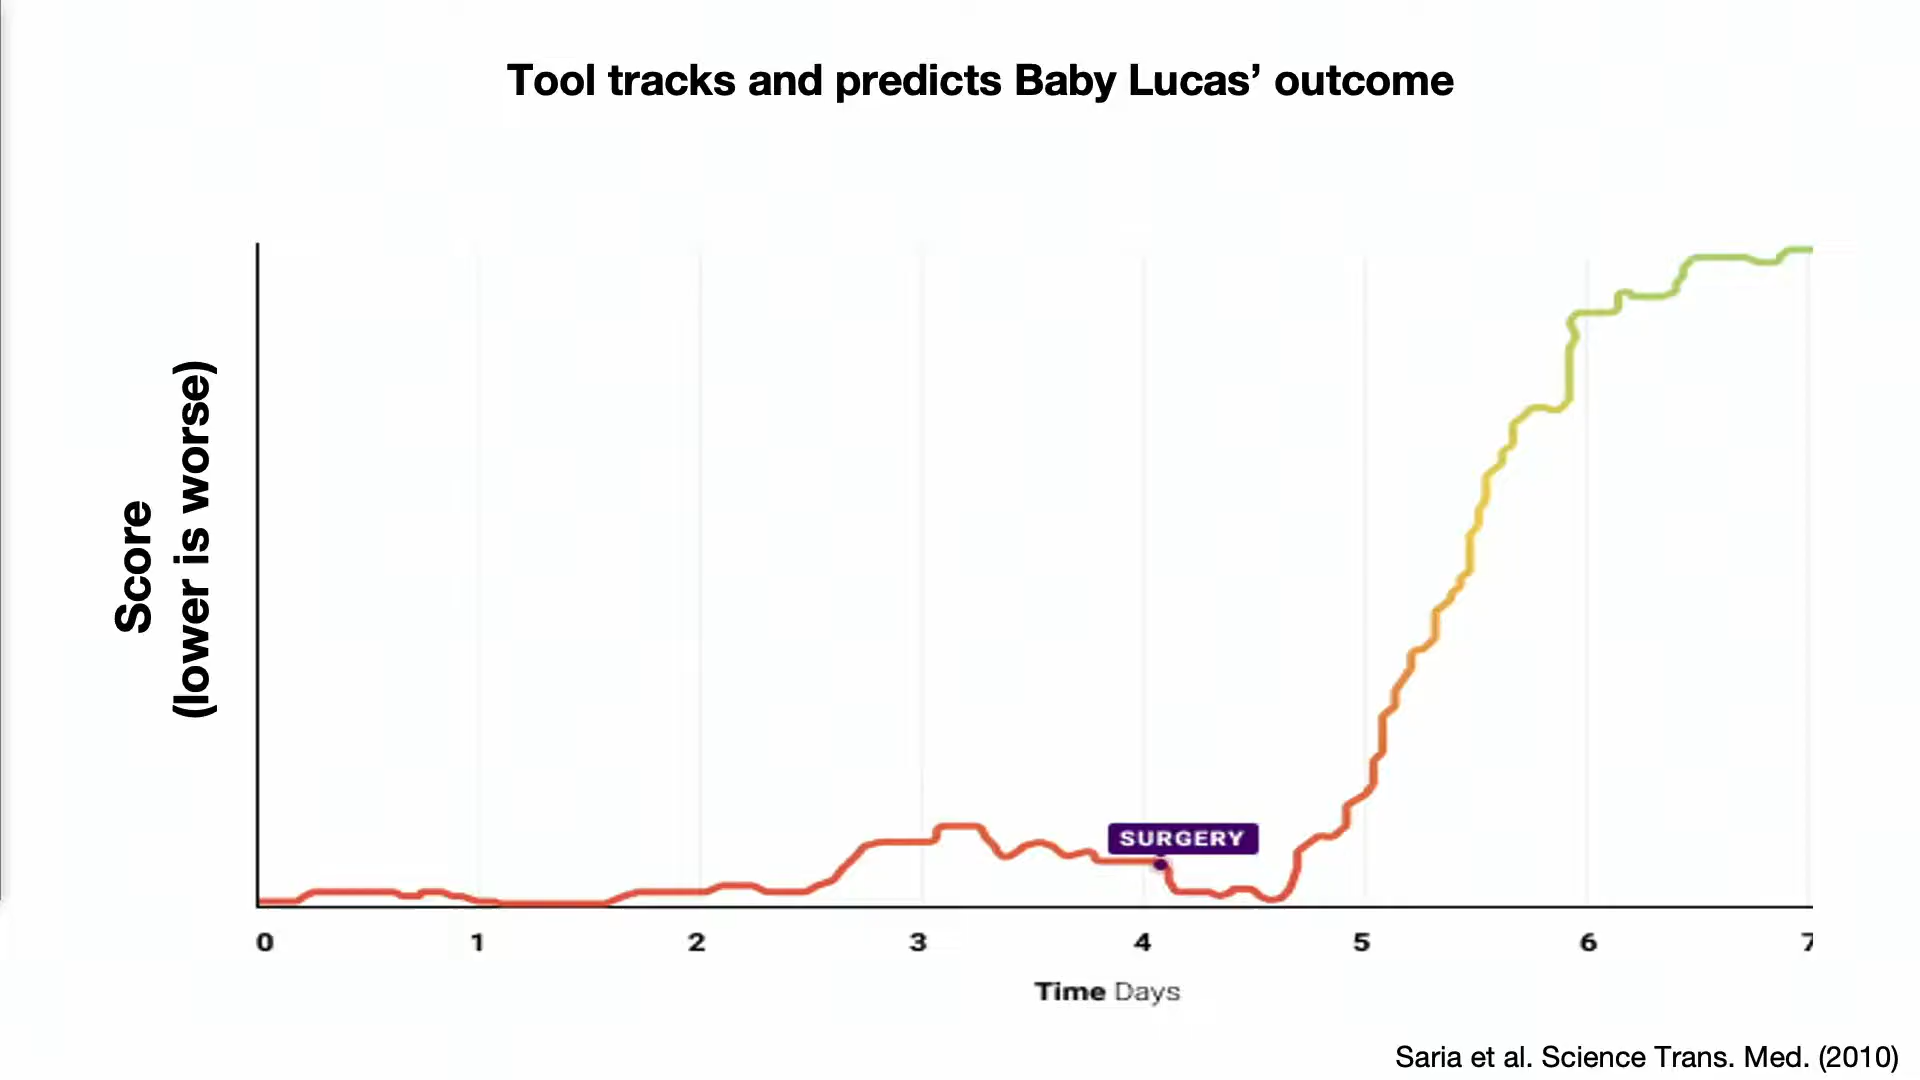 Tool tracks and predicts Baby Lucas’ outcome
Score
(lower is worse)
SURGERY
0 1 2 3 4 5 6 7
Time Days
Saria et al. Science Trans. Med. (2010)